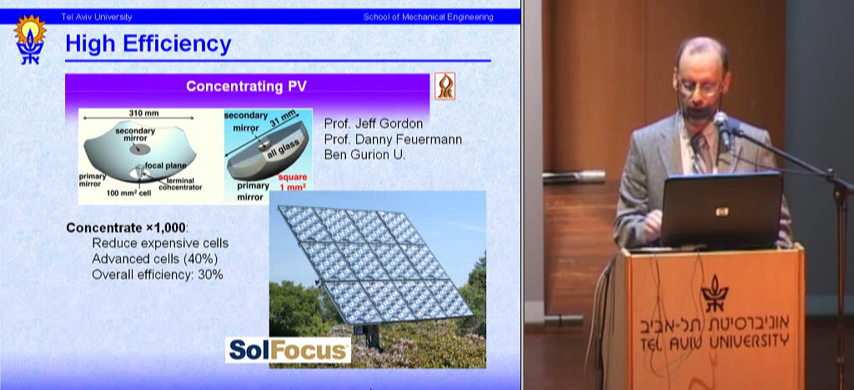 Tel Aviv University
School of Mechanical Engineering
High Efficiency
Concentrating PV
310 mm
secondary
mirror
focal plane
primary
mirror
terminal
concentrator
100 mm² cell
secondary
mirror
31 mm
all glass
square
1 mm²
primary
mirror
Prof. Jeff Gordon
Prof. Danny Feuermann
Ben Gurion U.
Concentrate ×1,000:
Reduce expensive cells
Advanced cells (40%)
Overall efficiency: 30%
SolFocus
hp
אוניברסיטת תל-אביב
TEL AVIV UNIVERSITY